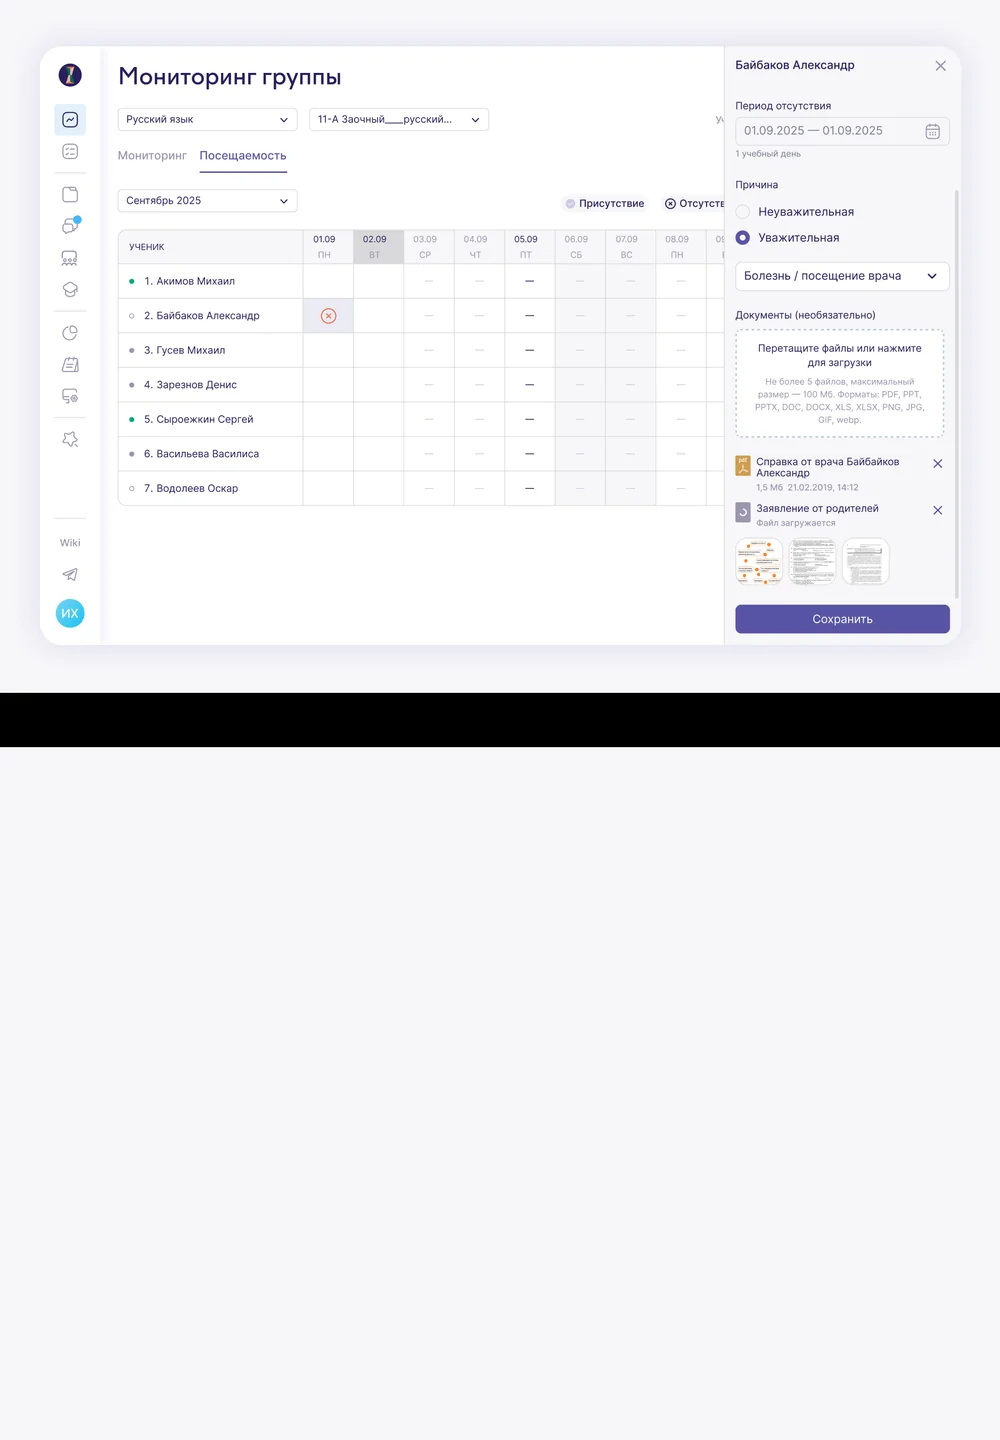 Мониторинг группы
Русский язык
11-А Заочный____русский...
Мониторинг
Посещаемость
Сентябрь 2025
Присутствие
Отсутств
УЧЕНИК
01.09 02.09 03.09 04.09 05.09 06.09 07.09 08.09 09
ПН ВТ СР ЧТ ПТ СБ ВС ПН
1. Акимов Михаил — — — — — —
2. Байбаков Александр — — — — — —
3. Гусев Михаил — — — — — —
4. Зарезнов Денис — — — — — —
5. Сыроежкин Сергей — — — — — —
6. Васильева Василиса — — — — — —
7. Водолеев Оскар — — — — — —
Wiki
ИХ
Байбаков Александр
Период отсутствия
01.09.2025 — 01.09.2025
1 учебный день
Причина
Неуважительная
Уважительная
Болезнь / посещение врача
Документы (необязательно)
Перетащите файлы или нажмите
для загрузки
Не более 5 файлов, максимальный
размер — 100 Мб. Форматы: PDF, PPT,
PPTX, DOC, DOCX, XLS, XLSX, PNG, JPG,
GIF, webp.
pdf
Справка от врача Байбайков
Александр
1,5 Мб 21.02.2019, 14:12
Заявление от родителей
Файл загружается
Сохранить